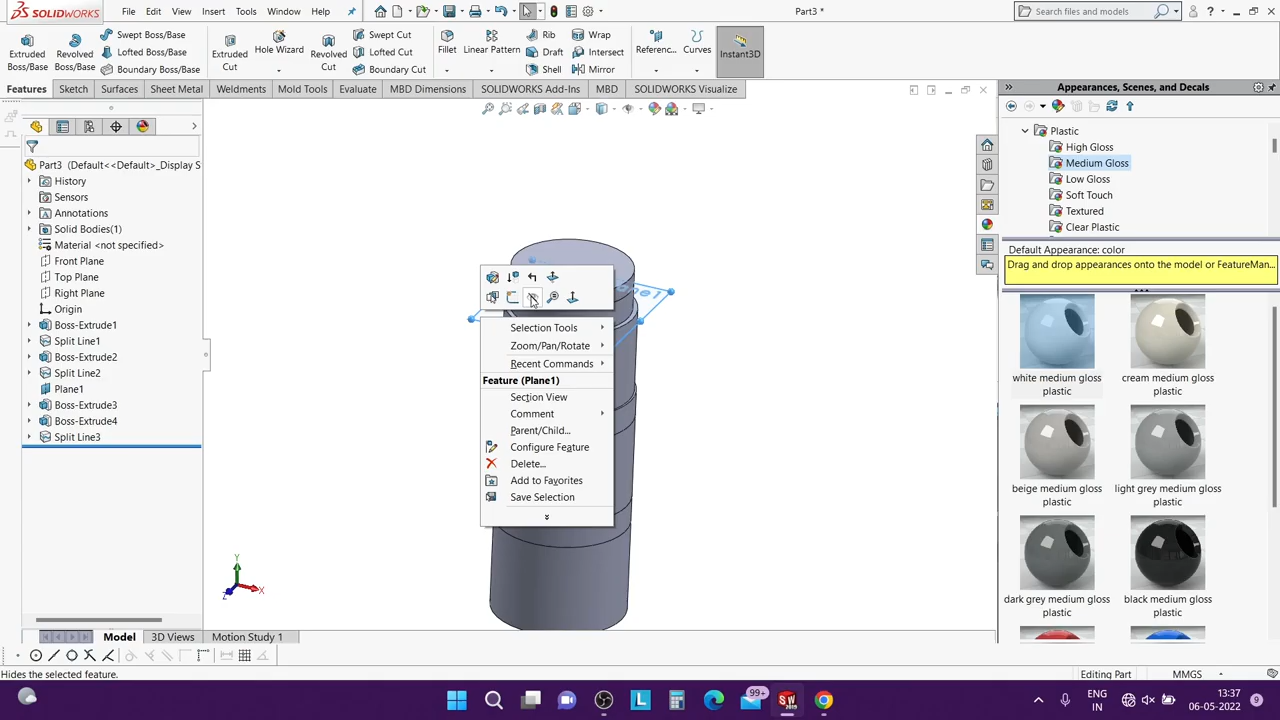 SOLIDWORKS File Edit View Insert Tools Window Help Part3 * Search files and models
Extruded Boss/Base
Revolved Boss/Base
Swept Boss/Base
Lofted Boss/Base
Boundary Boss/Base
Extruded Cut
Hole Wizard
Revolved Cut
Swept Cut
Lofted Cut
Boundary Cut
Fillet
Linear Pattern
Rib
Draft
Shell
Wrap
Intersect
Mirror
Referenc...
Curves
Instant3D
Features Sketch Surfaces Sheet Metal Weldments Mold Tools Evaluate MBD Dimensions SOLIDWORKS Add-Ins MBD SOLIDWORKS Visualize
Part3 (Default<<Default>_Display S
History
Sensors
Annotations
Solid Bodies(1)
Material <not specified>
Front Plane
Top Plane
Right Plane
Origin
Boss-Extrude1
Split Line1
Boss-Extrude2
Split Line2
Plane1
Boss-Extrude3
Boss-Extrude4
Split Line3
Selection Tools
Zoom/Pan/Rotate
Recent Commands
Feature (Plane1)
Section View
Comment
Parent/Child...
Configure Feature
Delete...
Add to Favorites
Save Selection
Y
X
Z
Appearances, Scenes, and Decals
Plastic
High Gloss
Medium Gloss
Low Gloss
Soft Touch
Textured
Clear Plastic
Default Appearance: color
Drag and drop appearances onto the model or FeatureMan...
white medium gloss plastic
cream medium gloss plastic
beige medium gloss plastic
light grey medium gloss plastic
dark grey medium gloss plastic
black medium gloss plastic
Model 3D Views Motion Study 1
Hides the selected feature. Editing Part MMGS
99+
L
SW 2019
ENG
IN
13:37
06-05-2022
9